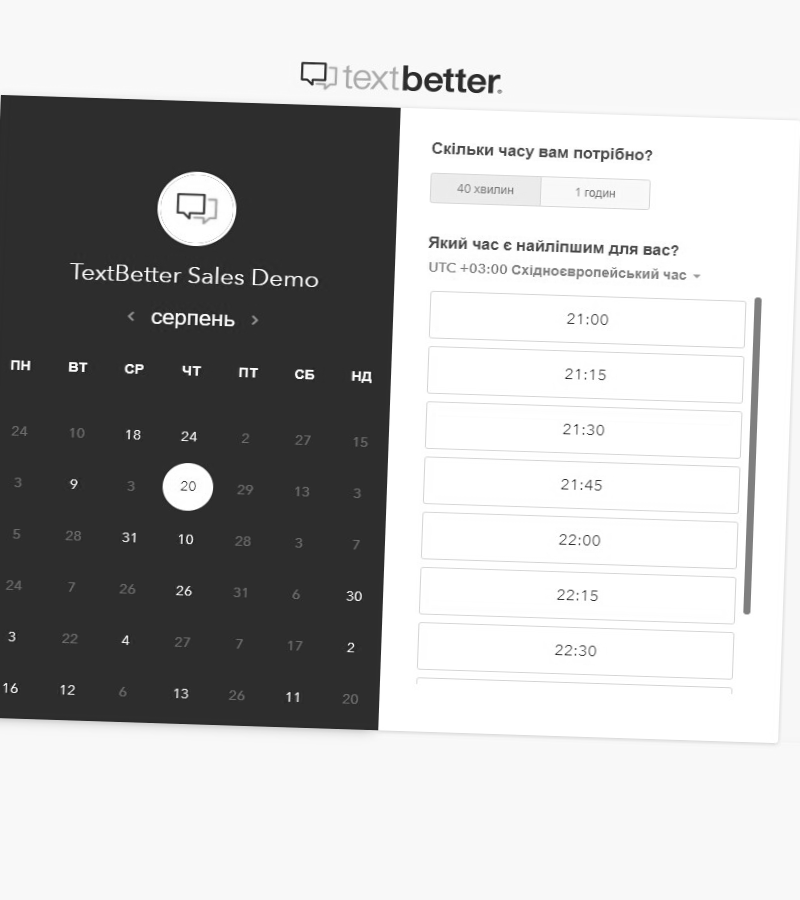 textbetter.
TextBetter Sales Demo
серпень
ПН ВТ СР ЧТ ПТ СБ НД
24 10 18 24 2 27 15
3 9 3 20 29 13 3
5 28 31 10 28 3 7
24 7 26 26 31 6 30
3 22 4 27 7 17 2
16 12 6 13 26 11 20
Скільки часу вам потрібно?
40 хвилин 1 годин
Який час є найліпшим для вас?
UTC +03:00 Східноєвропейський час
21:00
21:15
21:30
21:45
22:00
22:15
22:30